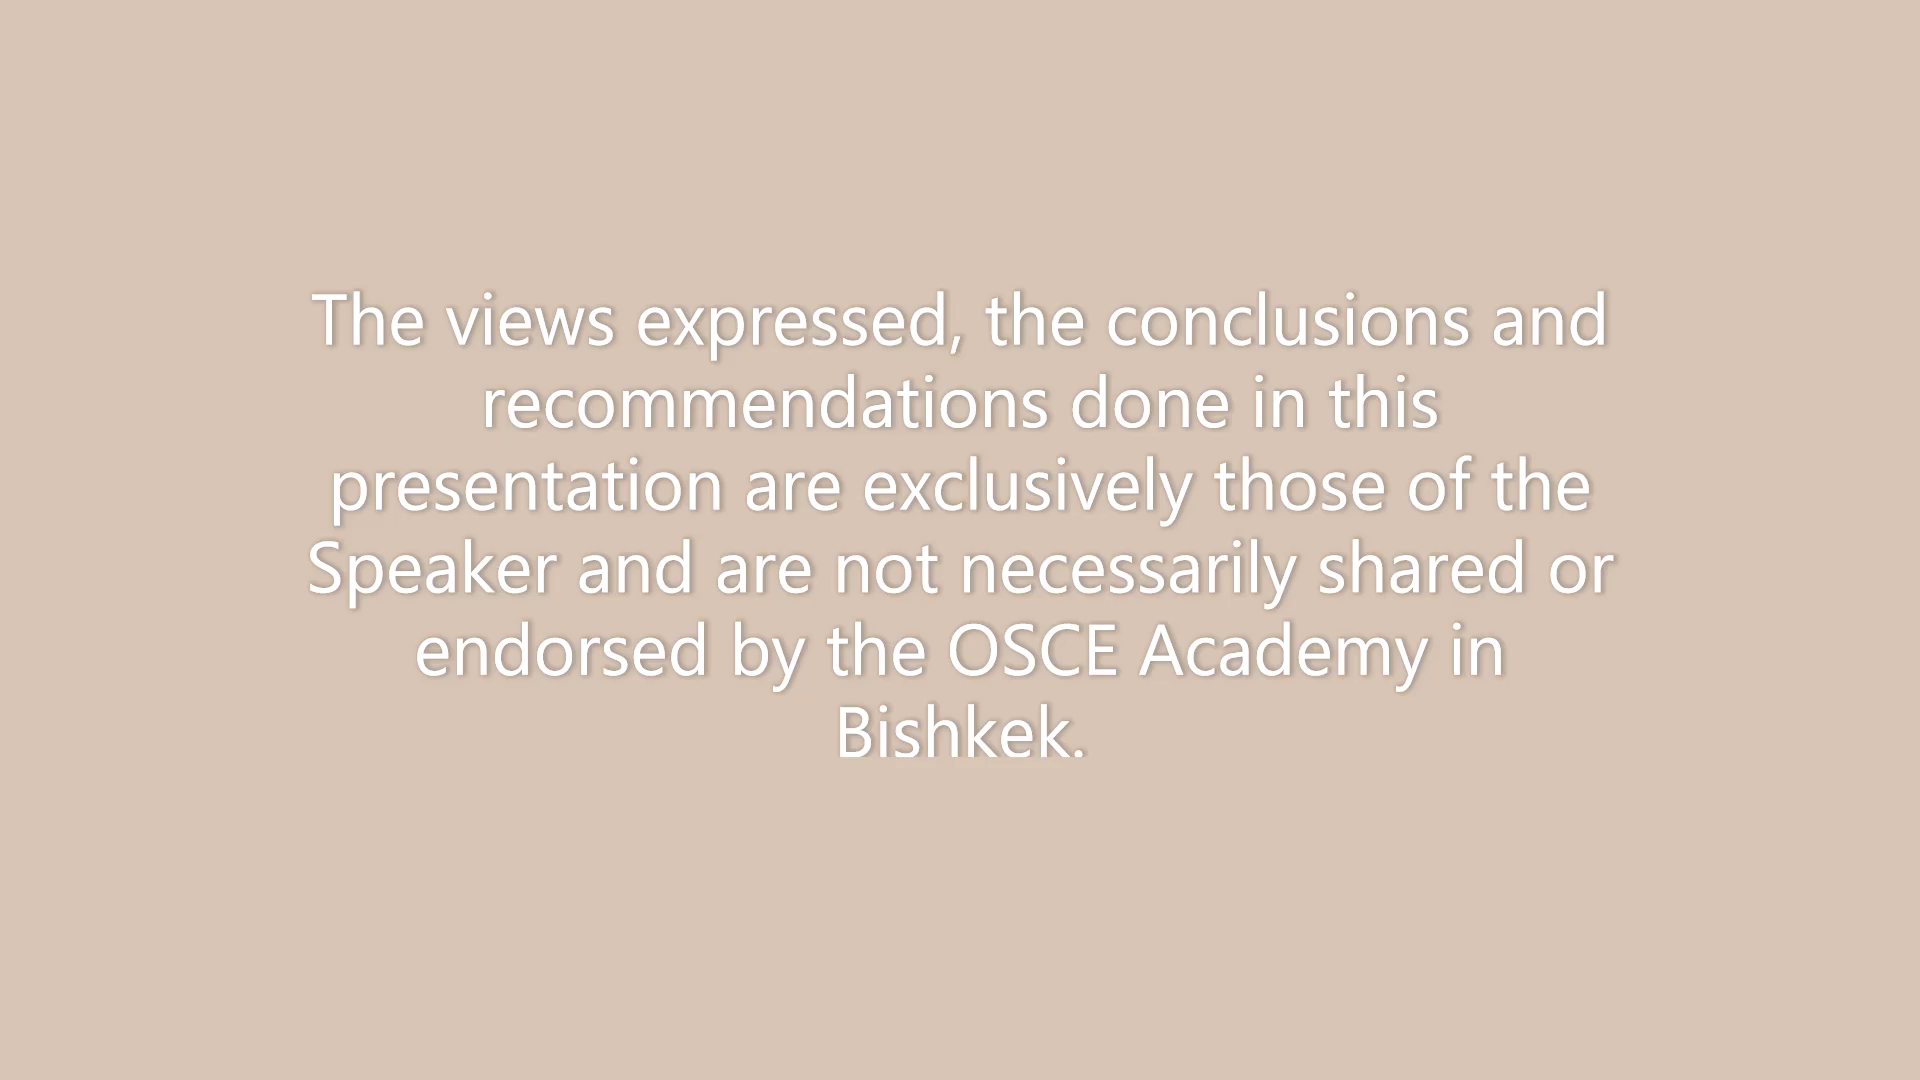 The views expressed, the conclusions and
recommendations done in this
presentation are exclusively those of the
Speaker and are not necessarily shared or
endorsed by the OSCE Academy in
Bishkek.